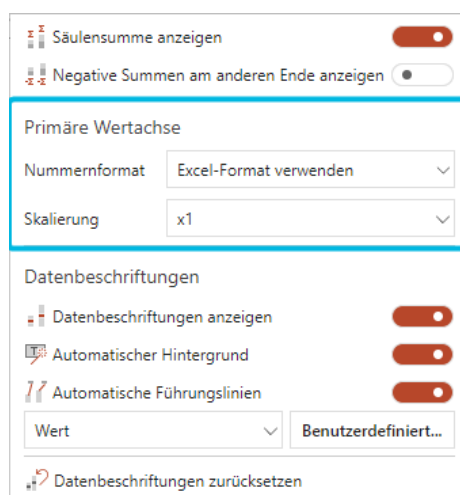 Säulensumme anzeigen
Negative Summen am anderen Ende anzeigen
Primäre Wertachse
Nummernformat Excel-Format verwenden
Skalierung x1
Datenbeschriftungen
Datenbeschriftungen anzeigen
Automatischer Hintergrund
Automatische Führungslinien
Wert Benutzerdefiniert...
Datenbeschriftungen zurücksetzen